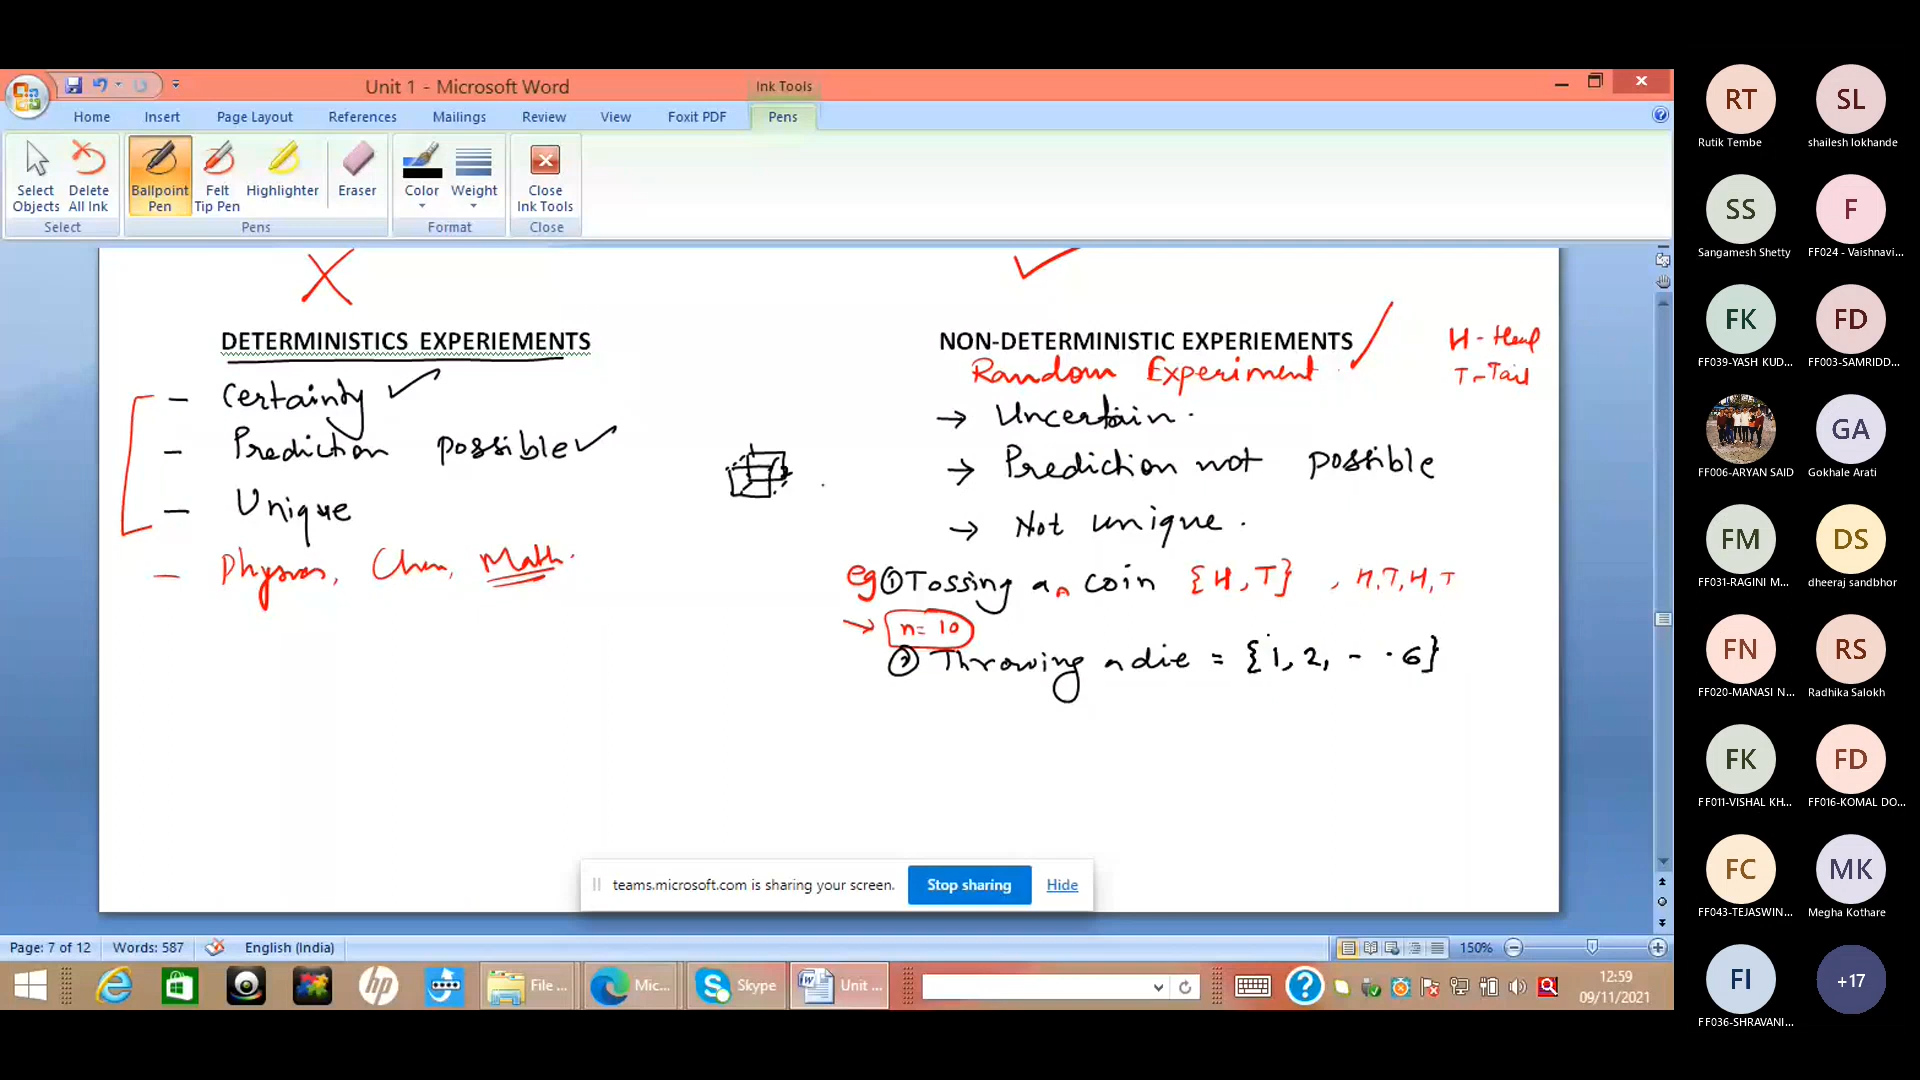 Unit 1 - Microsoft Word
Ink Tools
Home Insert Page Layout References Mailings Review View Foxit PDF Pens
Select Objects
Delete All Ink
Ballpoint Pen
Felt Tip Pen
Highlighter
Eraser
Color
Weight
Close Ink Tools
Select Pens Format Close
DETERMINISTICS EXPERIEMENTS
- Certainty
- Prediction possible
- Unique
- Physics, Chem, Math.
NON-DETERMINISTIC EXPERIEMENTS
Random Experiment.
H - Head
T - Tail
→ Uncertain.
→ Prediction not possible
→ Not unique.
eg ① Tossing a coin {H, T} , H,T,H,T
→ n= 10
② Throwing a die = {1, 2, - - 6}
teams.microsoft.com is sharing your screen. Stop sharing Hide
Page: 7 of 12 Words: 587 English (India) 150%
hp File ... Mic... Skype Unit ...
12:59
09/11/2021
RT SL
Rutik Tembe shailesh lokhande
SS F
Sangamesh Shetty FF024 - Vaishnavi...
FK FD
FF039-YASH KUD... FF003-SAMRIDD...
GA
FF006-ARYAN SAID Gokhale Arati
FM DS
FF031-RAGINI M... dheeraj sandbhor
FN RS
FF020-MANASI N... Radhika Salokh
FK FD
FF011-VISHAL KH... FF016-KOMAL DO...
FC MK
FF043-TEJASWIN... Megha Kothare
FI +17
FF036-SHRAVANI...